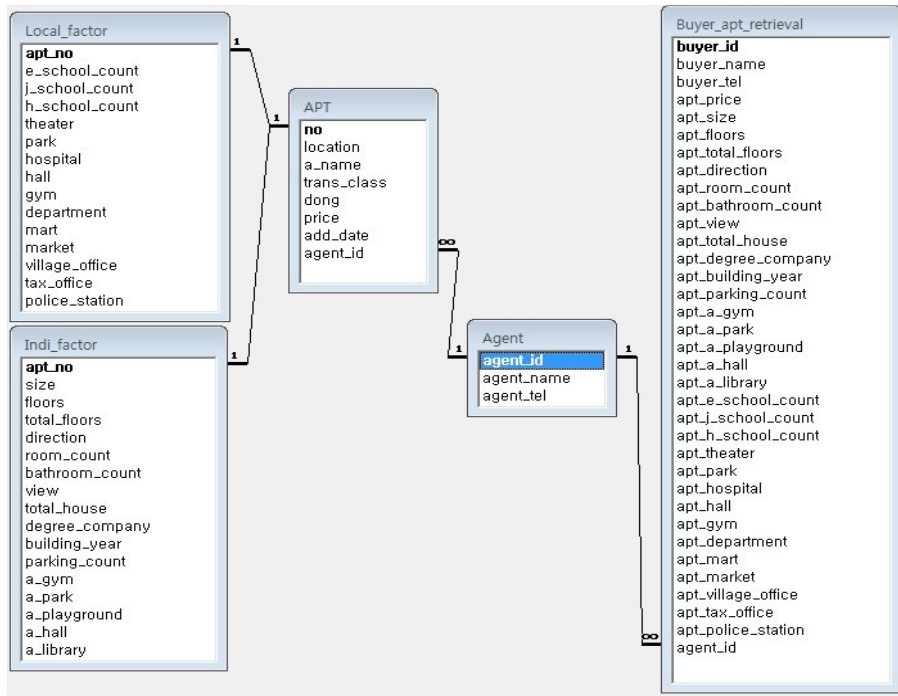 Local_factor
apt_no
e_school_count
j_school_count
h_school_count
theater
park
hospital
hall
gym
department
mart
market
village_office
tax_office
police_station
Indi_factor
apt_no
size
floors
total_floors
direction
room_count
bathroom_count
view
total_house
degree_company
building_year
parking_count
a_gym
a_park
a_playground
a_hall
a_library
1
1
1
APT
no
location
a_name
trans_class
dong
price
add_date
agent_id
∞
1
Agent
agent_id
agent_name
agent_tel
1
∞
Buyer_apt_retrieval
buyer_id
buyer_name
buyer_tel
apt_price
apt_size
apt_floors
apt_total_floors
apt_direction
apt_room_count
apt_bathroom_count
apt_view
apt_total_house
apt_degree_company
apt_building_year
apt_parking_count
apt_a_gym
apt_a_park
apt_a_playground
apt_a_hall
apt_a_library
apt_e_school_count
apt_j_school_count
apt_h_school_count
apt_theater
apt_park
apt_hospital
apt_hall
apt_gym
apt_department
apt_mart
apt_market
apt_village_office
apt_tax_office
apt_police_station
agent_id